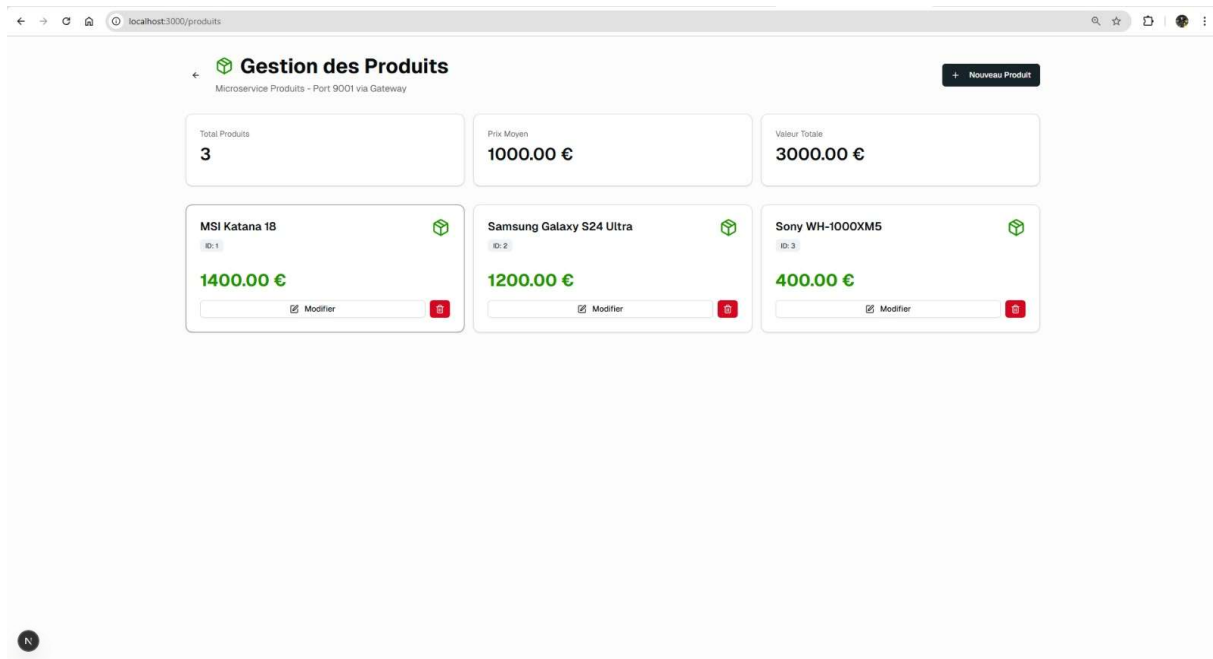 localhost:3000/produits
Gestion des Produits
Microservice Produits - Port 9001 via Gateway
+ Nouveau Produit
Total Produits
3
Prix Moyen
1000.00 €
Valeur Totale
3000.00 €
MSI Katana 18
ID: 1
1400.00 €
Modifier
Samsung Galaxy S24 Ultra
ID: 2
1200.00 €
Modifier
Sony WH-1000XM5
ID: 3
400.00 €
Modifier
N